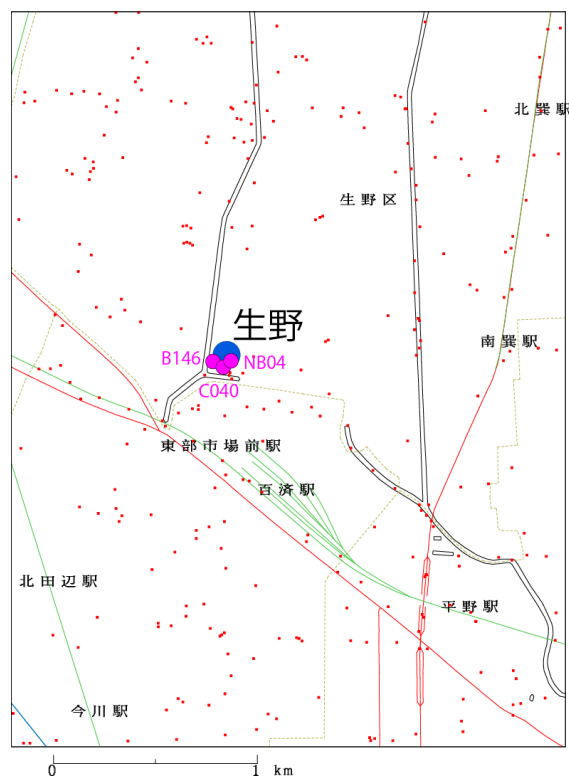 北巽駅
生野区
生野
南巽駅
B146
NB04
C040
東部市場前駅
百済駅
北田辺駅
平野駅
今川駅
0 1 km